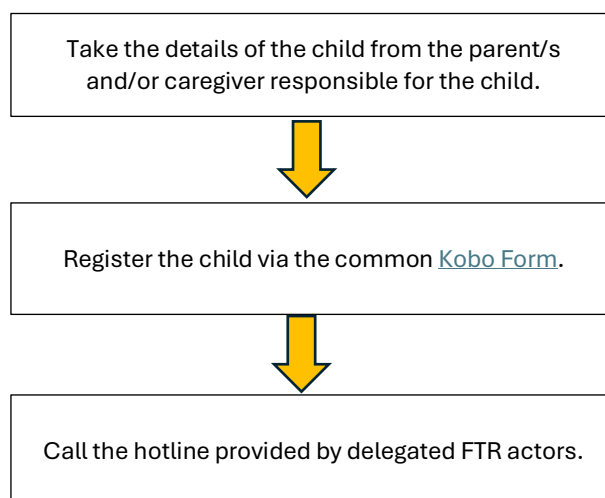 Take the details of the child from the parent/s
and/or caregiver responsible for the child.
Register the child via the common Kobo Form.
Call the hotline provided by delegated FTR actors.